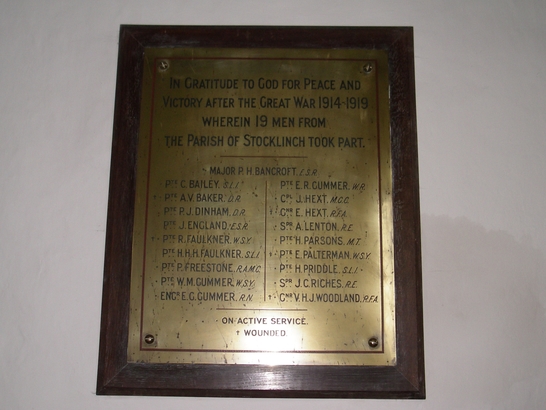 IN GRATITUDE TO GOD FOR PEACE AND
VICTORY AFTER THE GREAT WAR 1914-1919
WHEREIN 19 MEN FROM
THE PARISH OF STOCKLINCH TOOK PART.
MAJOR P. H. BANCROFT. E.S.R.
PTE C. BAILEY. S.L.I.
PTE A.V. BAKER. D.R.
PTE P.J. DINHAM. D.R.
PTE J. ENGLAND. E.S.R.
PTE R. FAULKNER. W.S.Y.
PTE H.H.H. FAULKNER. S.L.I.
PTE P. FREESTONE. R.A.M.C.
PTE W.M. GUMMER. W.S.Y.
ENGR E.G. GUMMER. R.N.
PTE E.R. GUMMER. W.R.
CPL J. HEXT. M.G.C.
GNR E. HEXT. R.F.A.
SPR A. LENTON. R.E.
PTE H. PARSONS. M.T.
PTE E. PALTERMAN. W.S.Y.
PTE H. PRIDDLE. S.L.I.
SPR J.C. RICHES. R.E.
† GNR V.H.J. WOODLAND. R.F.A.
ON ACTIVE SERVICE.
† WOUNDED.